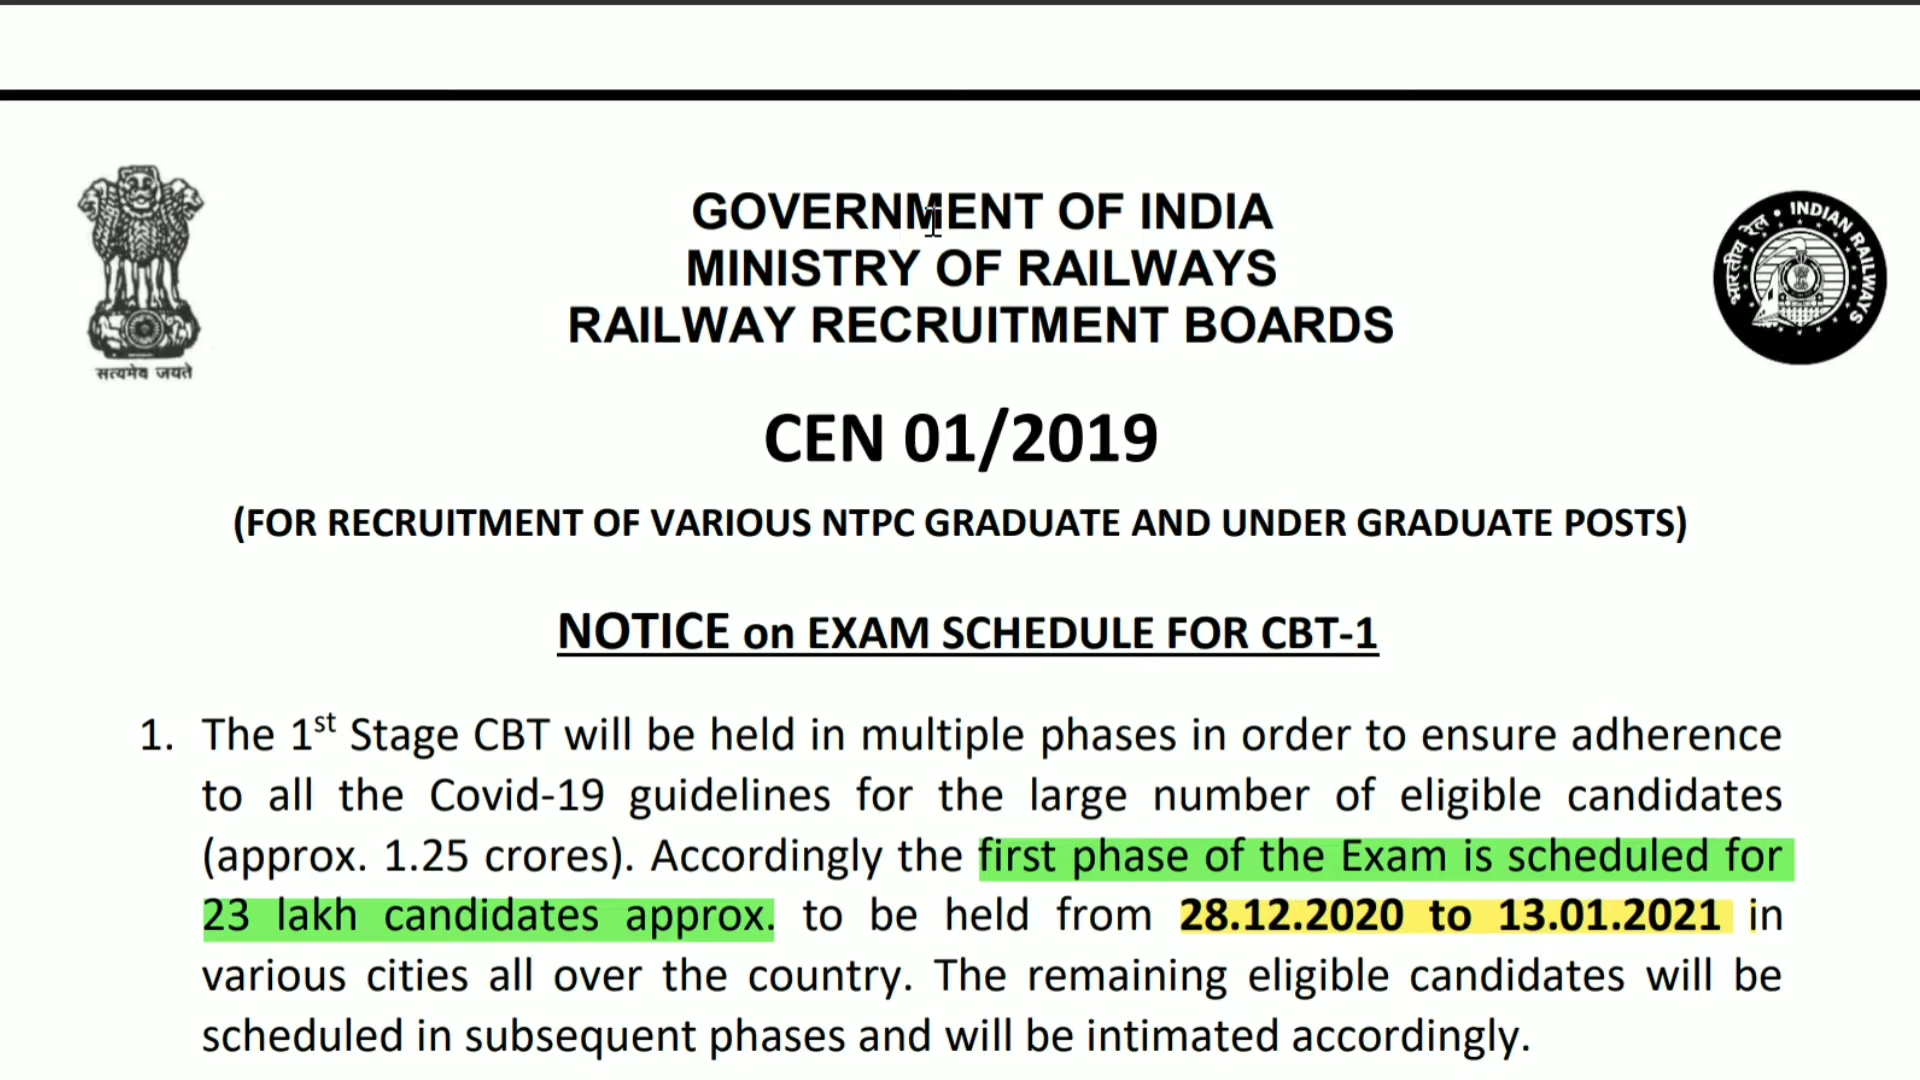 सत्यमेव जयते
भारतीय रेल • INDIAN RAILWAYS
GOVERNMENT OF INDIA
MINISTRY OF RAILWAYS
RAILWAY RECRUITMENT BOARDS
CEN 01/2019
(FOR RECRUITMENT OF VARIOUS NTPC GRADUATE AND UNDER GRADUATE POSTS)
NOTICE on EXAM SCHEDULE FOR CBT-1
1. The 1st Stage CBT will be held in multiple phases in order to ensure adherence
to all the Covid-19 guidelines for the large number of eligible candidates
(approx. 1.25 crores). Accordingly the first phase of the Exam is scheduled for
23 lakh candidates approx. to be held from 28.12.2020 to 13.01.2021 in
various cities all over the country. The remaining eligible candidates will be
scheduled in subsequent phases and will be intimated accordingly.